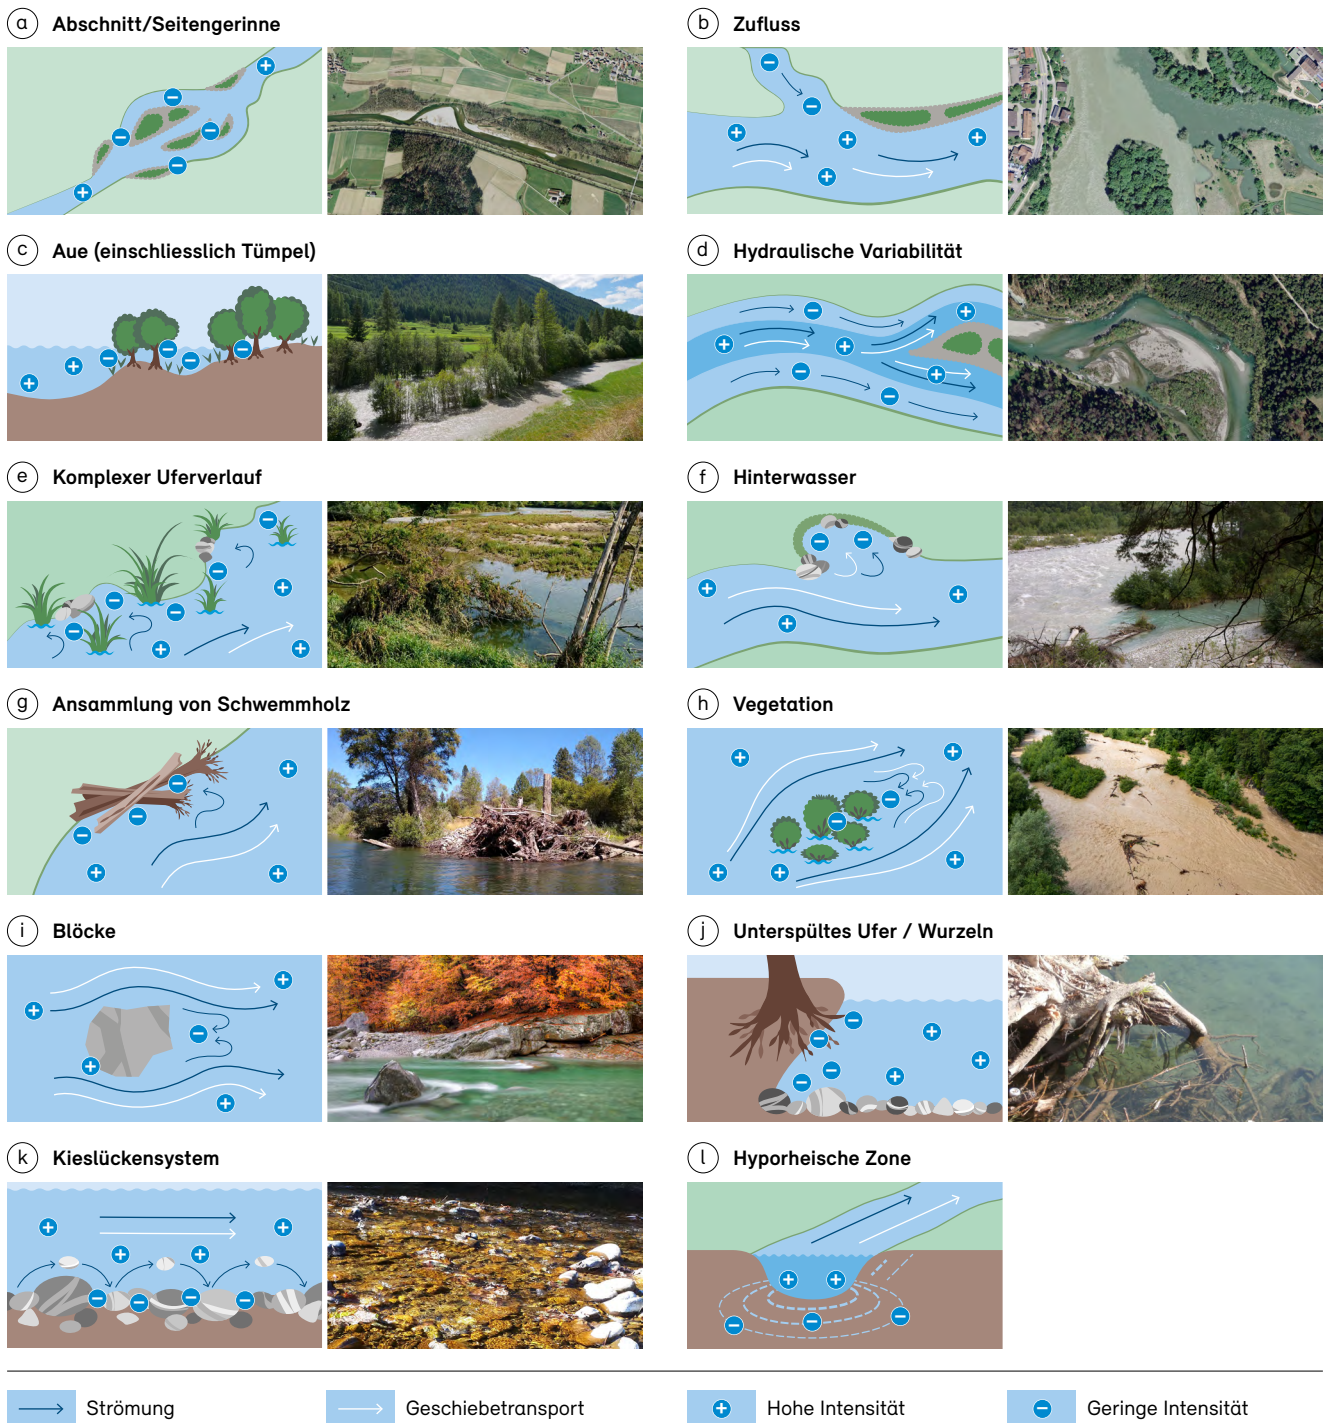 a Abschnitt/Seitengerinne
b Zufluss
c Aue (einschliesslich Tümpel)
d Hydraulische Variabilität
e Komplexer Uferverlauf
f Hinterwasser
g Ansammlung von Schwemmholz
h Vegetation
i Blöcke
j Unterspültes Ufer / Wurzeln
k Kieslückensystem
l Hyporheische Zone
Strömung
Geschiebetransport
Hohe Intensität
Geringe Intensität